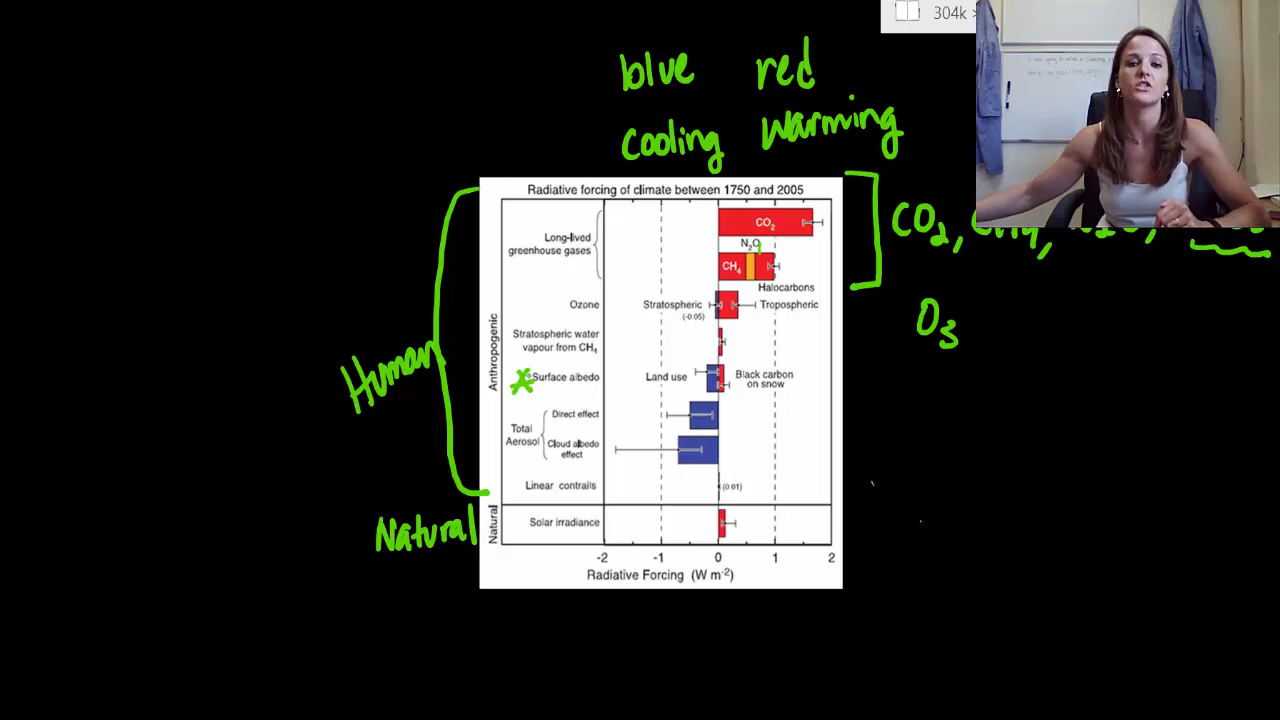 304k >
blue red
cooling warming
Radiative forcing of climate between 1750 and 2005
CO2
Long-lived
greenhouse gases
N2O
CH4
Halocarbons
Ozone
Stratospheric
(-0.05)
Tropospheric
Stratospheric water
vapour from CH4
Surface albedo
Land use
Black carbon
on snow
Total
Aerosol
Direct effect
Cloud albedo
effect
Linear contrails
(0.01)
Solar irradiance
Anthropogenic
Natural
-2 -1 0 1 2
Radiative Forcing (W m-2)
Human
Natural
CO2,
O3